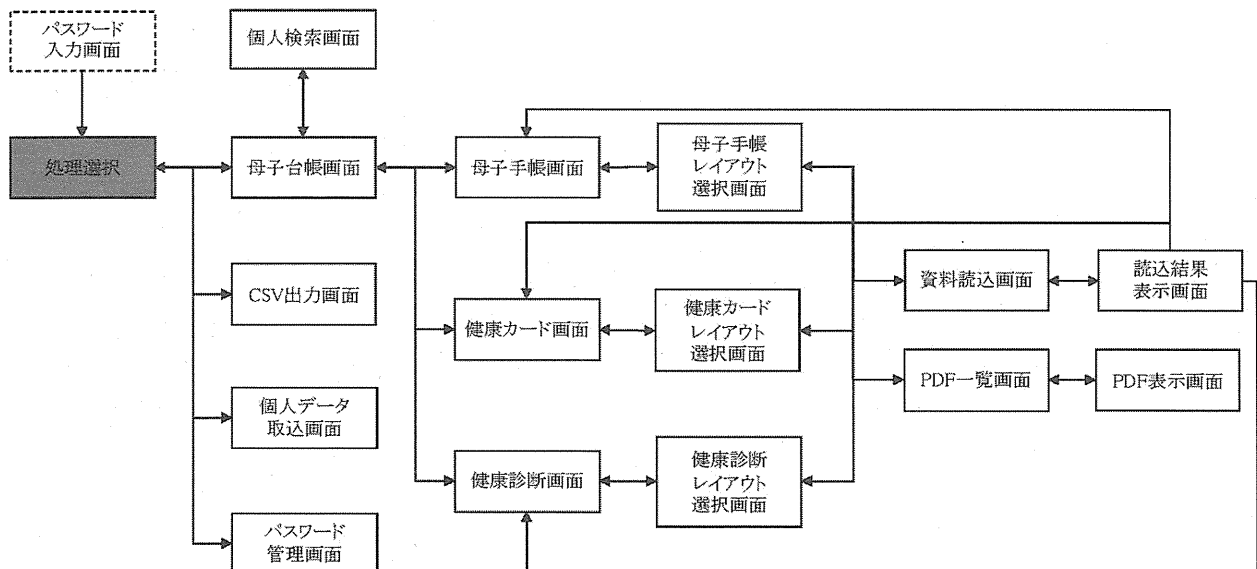 パスワード
入力画面
個人検索画面
処理選択
母子台帳画面
母子手帳画面
母子手帳
レイアウト
選択画面
CSV出力画面
健康カード画面
健康カード
レイアウト
選択画面
資料読込画面
読込結果
表示画面
PDF一覧画面
PDF表示画面
個人データ
取込画面
健康診断画面
健康診断
レイアウト
選択画面
パスワード
管理画面